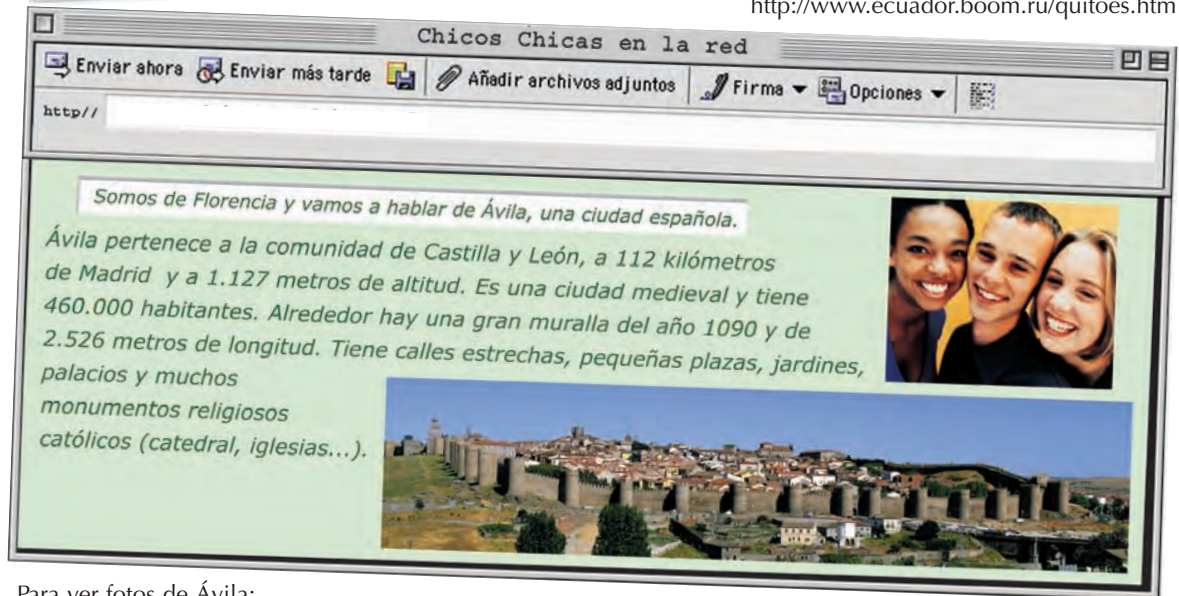 http://www.ecuador.boom.ru/quitoes.htm
Chicos Chicas en la red
Enviar ahora Enviar más tarde Añadir archivos adjuntos Firma Opciones
http//
Somos de Florencia y vamos a hablar de Ávila, una ciudad española.
Ávila pertenece a la comunidad de Castilla y León, a 112 kilómetros
de Madrid y a 1.127 metros de altitud. Es una ciudad medieval y tiene
460.000 habitantes. Alrededor hay una gran muralla del año 1090 y de
2.526 metros de longitud. Tiene calles estrechas, pequeñas plazas, jardines,
palacios y muchos
monumentos religiosos
católicos (catedral, iglesias...).
Para ver fotos de Ávila: